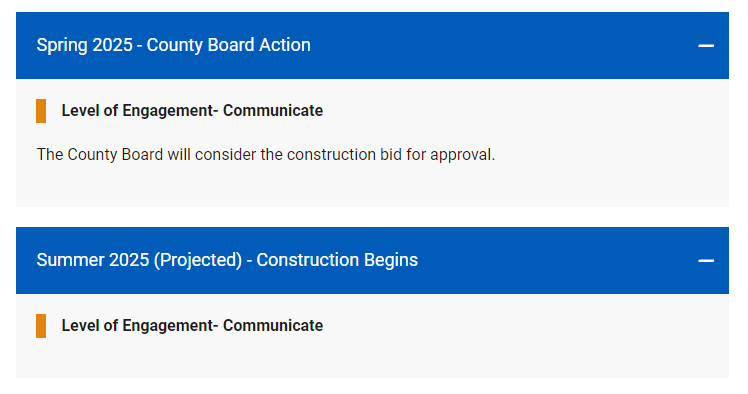 Spring 2025 - County Board Action
Level of Engagement- Communicate
The County Board will consider the construction bid for approval.
Summer 2025 (Projected) - Construction Begins
Level of Engagement- Communicate